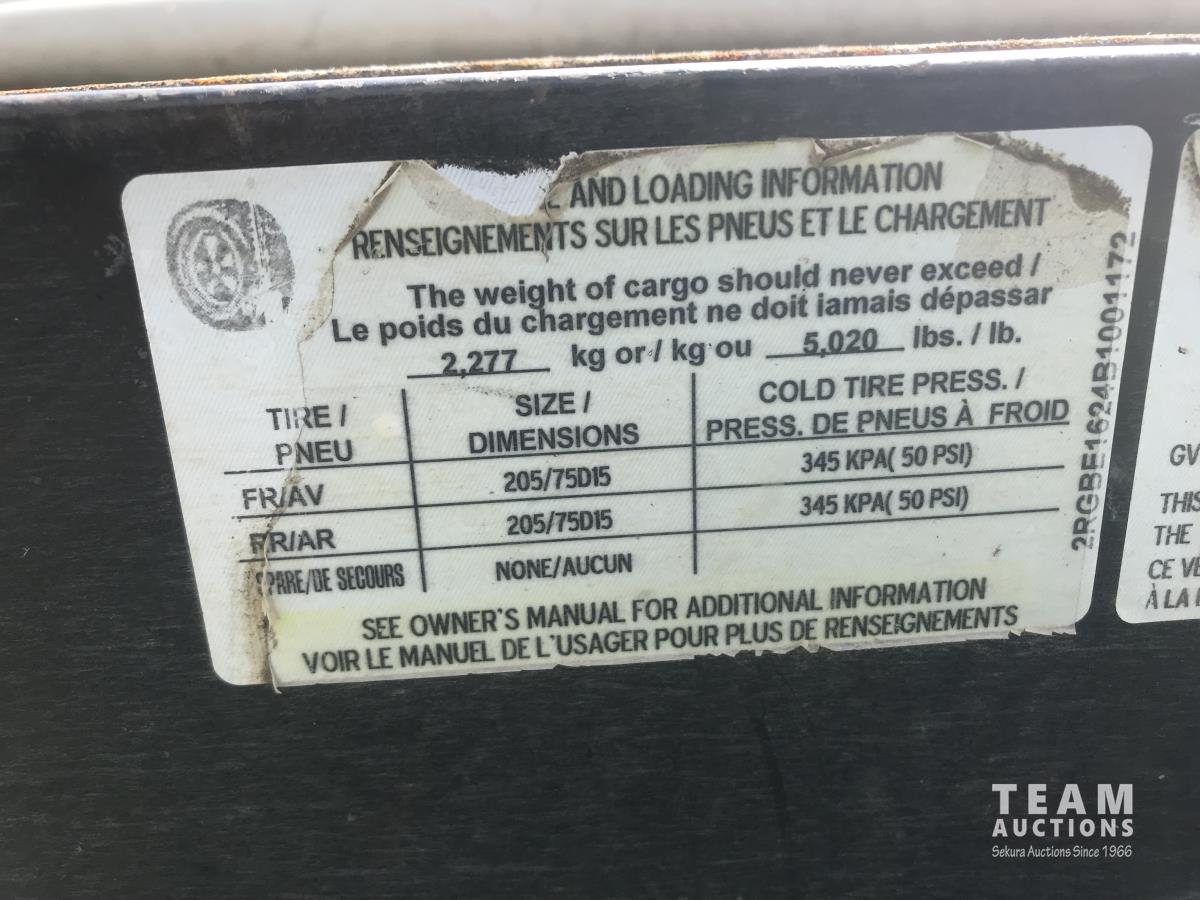 AND LOADING INFORMATION
RENSEIGNEMENTS SUR LES PNEUS ET LE CHARGEMENT
The weight of cargo should never exceed /
Le poids du chargement ne doit iamais dépassar
2,277 kg or / kg ou 5,020 lbs. / lb.
TIRE / PNEU
SIZE / DIMENSIONS
COLD TIRE PRESS. / PRESS. DE PNEUS À FROID
FR/AV 205/75D15 345 KPA( 50 PSI)
RR/AR 205/75D15 345 KPA( 50 PSI)
SPARE/DE SECOURS NONE/AUCUN
SEE OWNER'S MANUAL FOR ADDITIONAL INFORMATION
VOIR LE MANUEL DE L'USAGER POUR PLUS DE RENSEIGNEMENTS
2RGBE1624B1001172
GV
THIS
THE
CE VE
À LA
TEAM
AUCTIONS
Sekura Auctions Since 1966